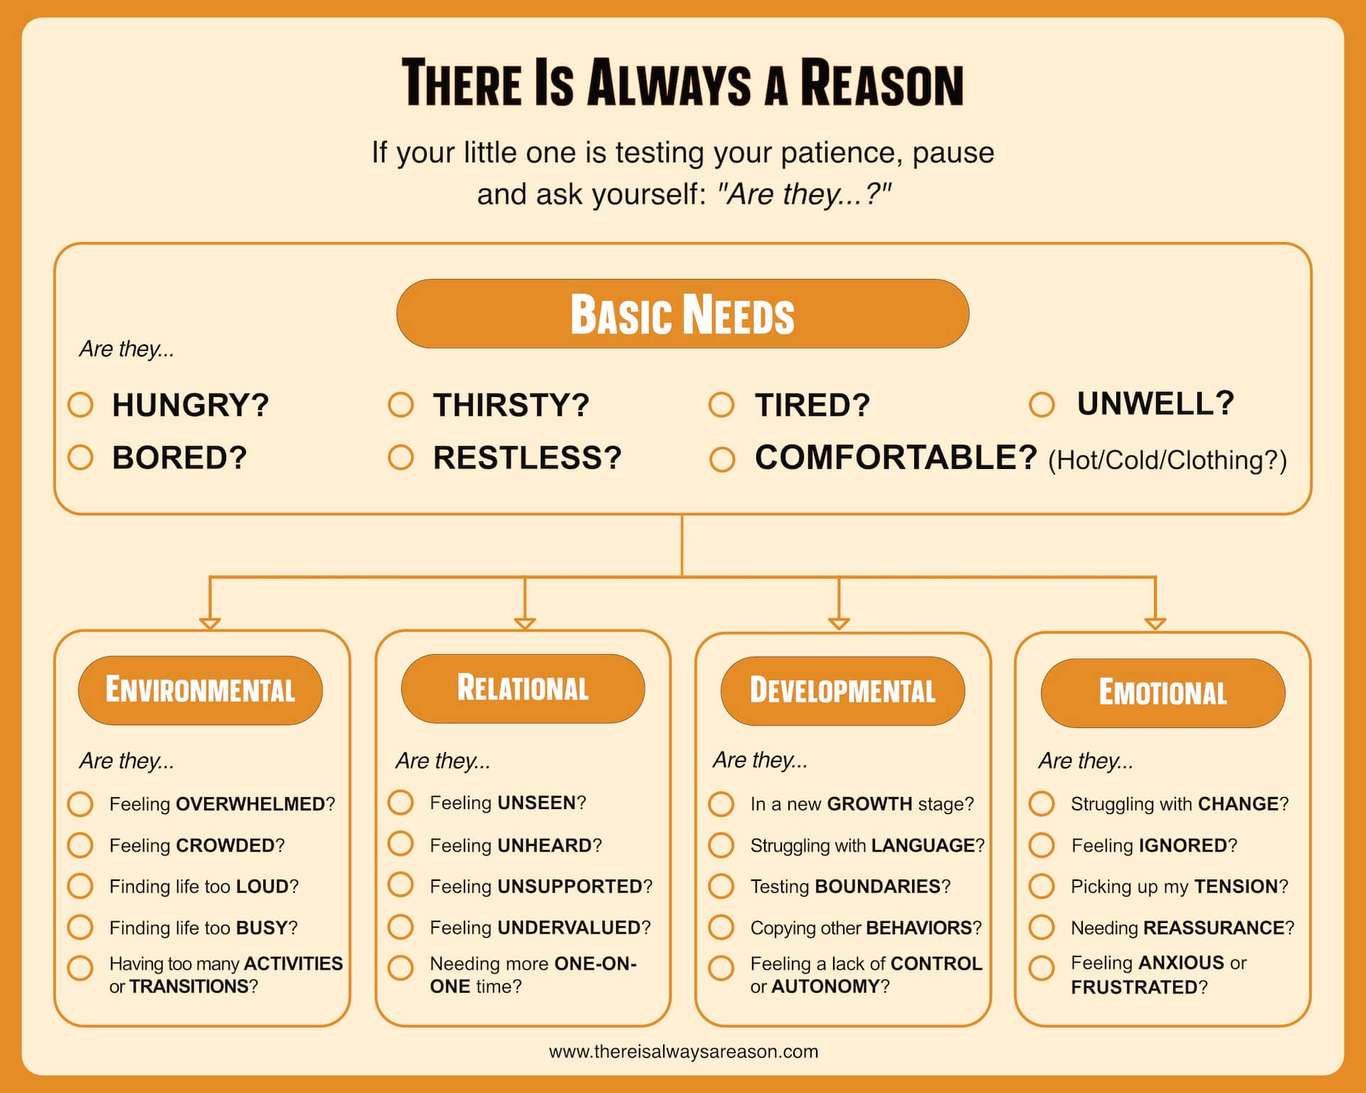 THERE IS ALWAYS A REASON
If your little one is testing your patience, pause
and ask yourself: "Are they...?"
BASIC NEEDS
Are they...
HUNGRY?
THIRSTY?
TIRED?
UNWELL?
BORED?
RESTLESS?
COMFORTABLE? (Hot/Cold/Clothing?)
ENVIRONMENTAL
Are they...
Feeling OVERWHELMED?
Feeling CROWDED?
Finding life too LOUD?
Finding life too BUSY?
Having too many ACTIVITIES
or TRANSITIONS?
RELATIONAL
Are they...
Feeling UNSEEN?
Feeling UNHEARD?
Feeling UNSUPPORTED?
Feeling UNDERVALUED?
Needing more ONE-ON-
ONE time?
DEVELOPMENTAL
Are they...
In a new GROWTH stage?
Struggling with LANGUAGE?
Testing BOUNDARIES?
Copying other BEHAVIORS?
Feeling a lack of CONTROL
or AUTONOMY?
EMOTIONAL
Are they...
Struggling with CHANGE?
Feeling IGNORED?
Picking up my TENSION?
Needing REASSURANCE?
Feeling ANXIOUS or
FRUSTRATED?
www.thereisalwaysareason.com